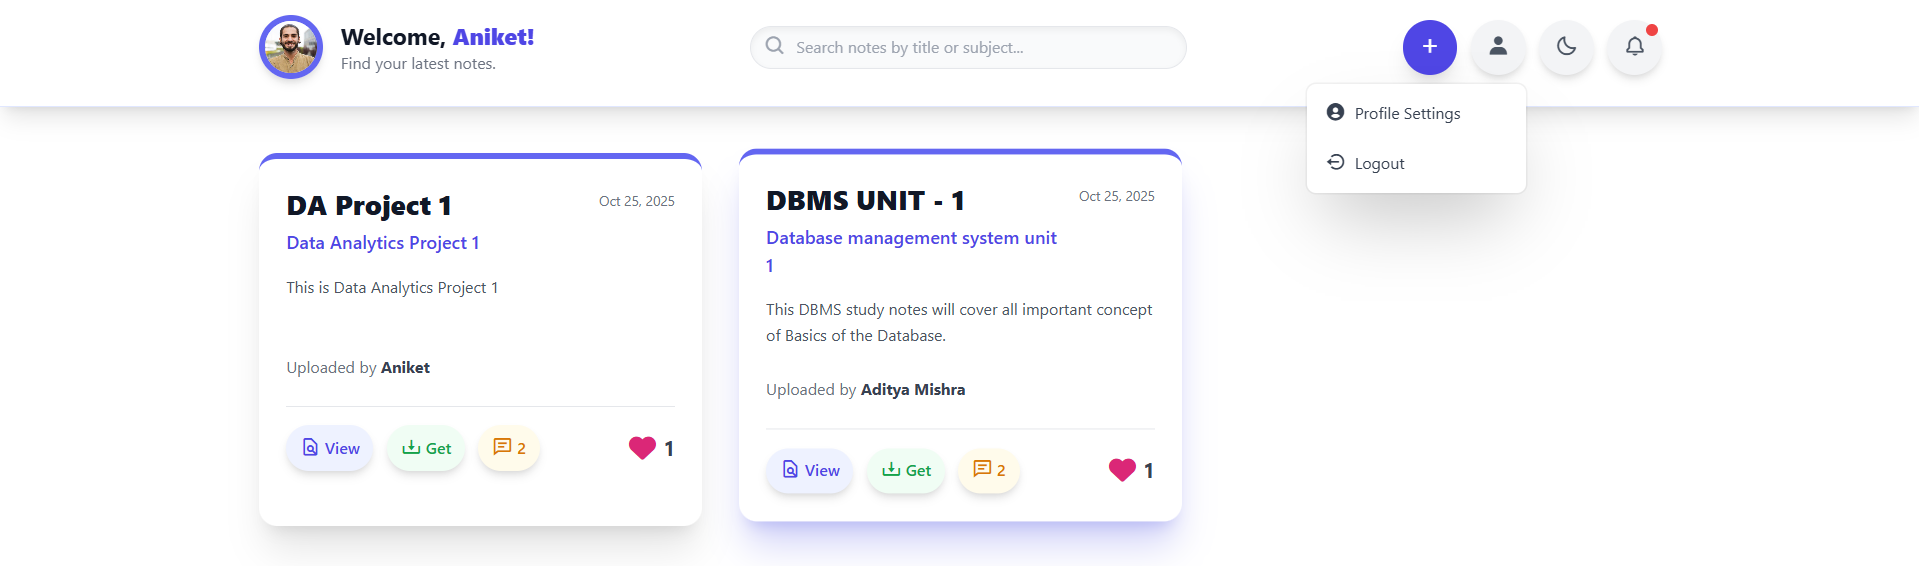 Welcome, Aniket!
Find your latest notes.
Search notes by title or subject...
Profile Settings
Logout
DA Project 1
Oct 25, 2025
Data Analytics Project 1
This is Data Analytics Project 1
Uploaded by Aniket
View
Get
2
1
DBMS UNIT - 1
Oct 25, 2025
Database management system unit
1
This DBMS study notes will cover all important concept
of Basics of the Database.
Uploaded by Aditya Mishra
View
Get
2
1